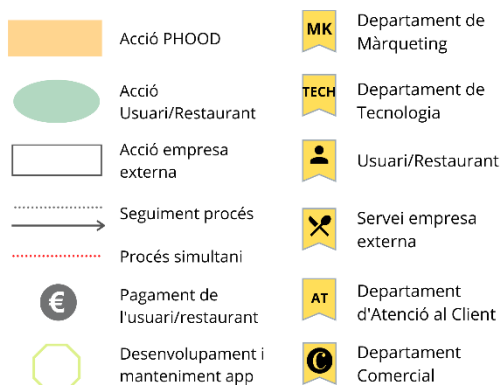 Acció PHOOD
Acció
Usuari/Restaurant
Acció empresa
externa
Seguiment procés
Procés simultani
€
Pagament de
l'usuari/restaurant
Desenvolupament i
manteniment app
MK
Departament de
Màrqueting
TECH
Departament de
Tecnologia
Usuari/Restaurant
Servei empresa
externa
AT
Departament
d'Atenció al Client
C
Departament
Comercial